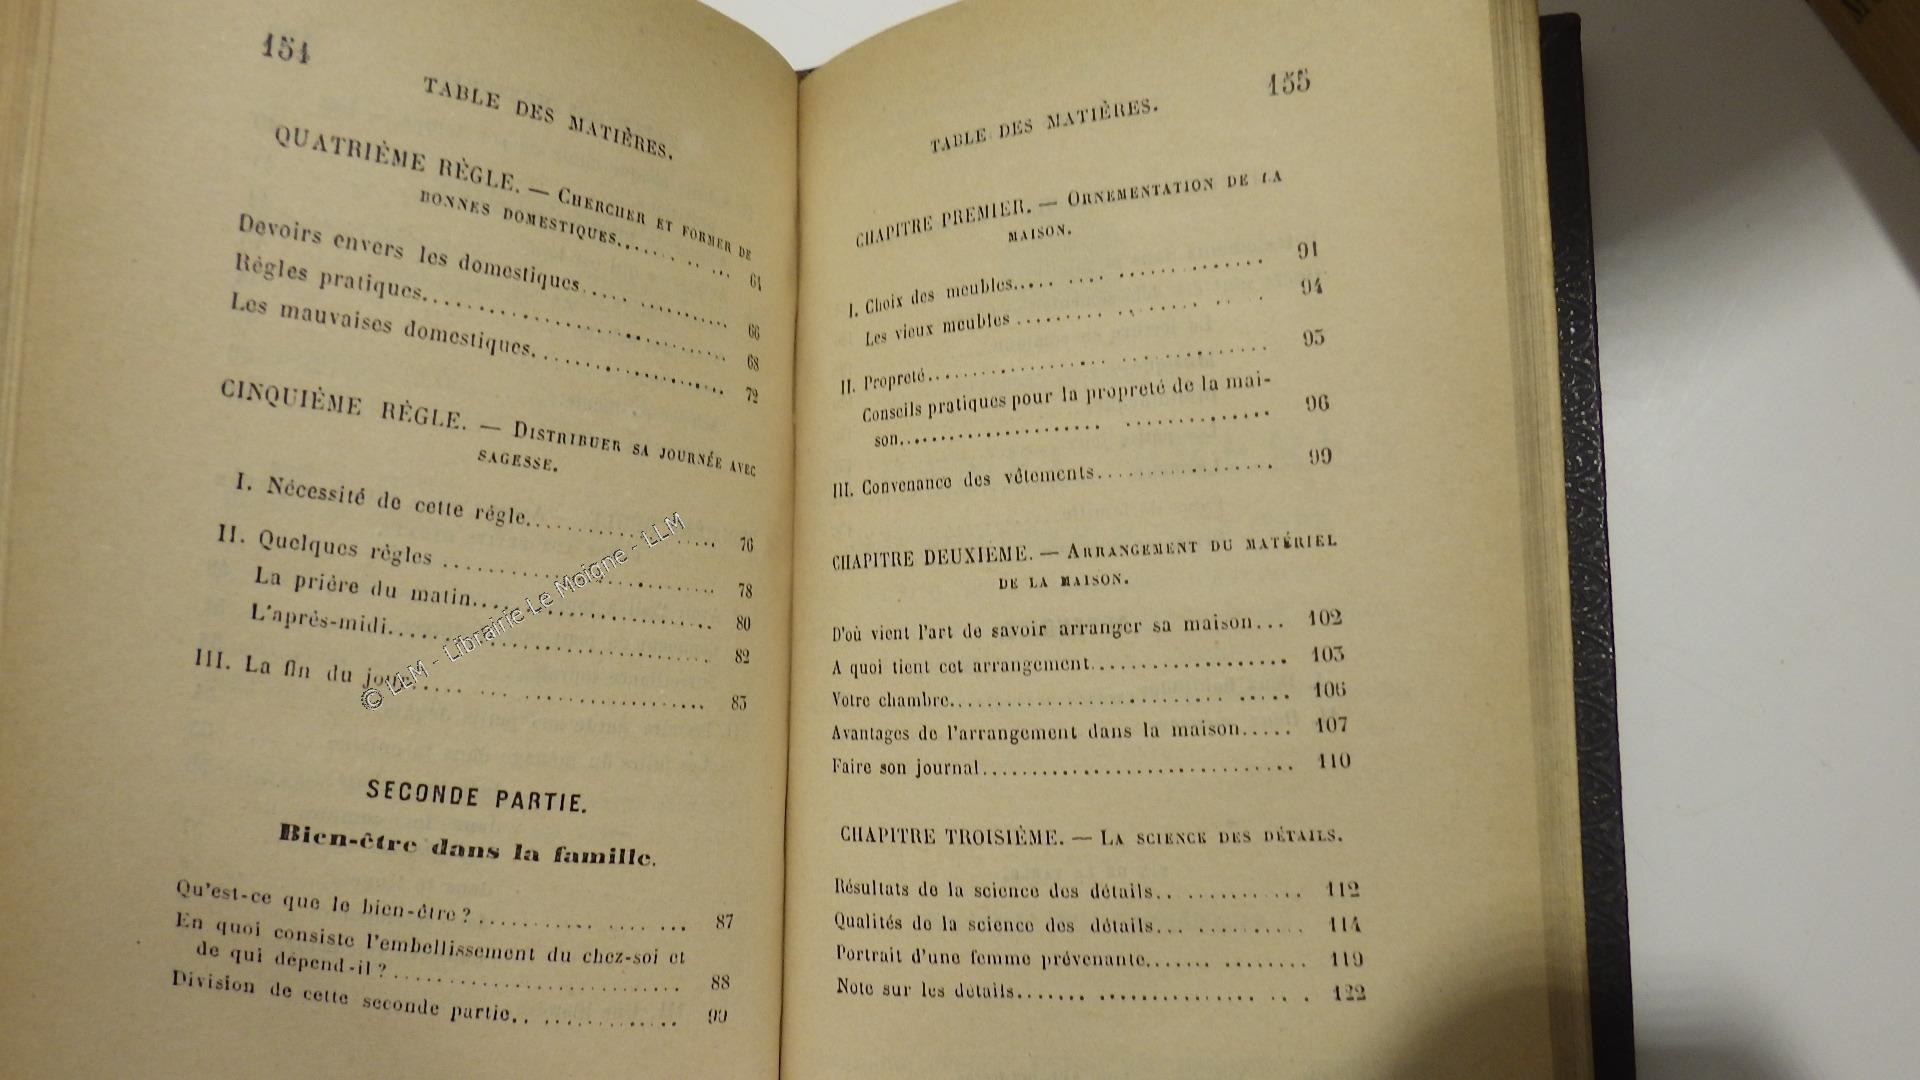 154
TABLE DES MATIÈRES.
QUATRIÈME RÈGLE. — CHERCHER ET FORMER DE
BONNES DOMESTIQUES...... .. ... 64
Devoirs envers les domestiques..... .......... 66
Règles pratiques.............................. 68
Les mauvaises domestiques..................... 72
CINQUIÈME RÈGLE. — DISTRIBUER SA JOURNÉE AVEC
SAGESSE.
I. Nécessité de cette règle.................... 76
II. Quelques règles ........................... 78
La prière du matin......................... 80
L'après-midi............................... 82
III. La fin du jour..... ... .................. 83
SECONDE PARTIE.
Bien-être dans la famille.
Qu'est-ce que le bien-être ?........... .... ... 87
En quoi consiste l'embellissement du chez-soi et
de qui dépend-il ?......................... 88
Division de cette seconde partie.. ............ 90
© LLM - Librairie Le Moigne - LLM
155
TABLE DES MATIÈRES.
CHAPITRE PREMIER. — ORNEMENTATION DE LA
MAISON.
I. Choix des meubles..... .... .............. 91
Les vieux meubles ......... ....... .. . . 94
II. Propreté.................. .............. 95
Conseils pratiques pour la propreté de la mai-
son...................... .............. 96
III. Convenance des vêtements................ 99
CHAPITRE DEUXIÈME. — ARRANGEMENT DU MATÉRIEL
DE LA MAISON.
D'où vient l'art de savoir arranger sa maison... 102
A quoi tient cet arrangement................... 103
Votre chambre.......................... ..... 106
Avantages de l'arrangement dans la maison..... 107
Faire son journal.............................. 110
CHAPITRE TROISIÈME. — LA SCIENCE DES DÉTAILS.
Résultats de la science des détails.. ........... 112
Qualités de la science des détails... .......... 114
Portrait d'une femme prévenante....... ........ 119
Note sur les détails....... .............. .. . 122